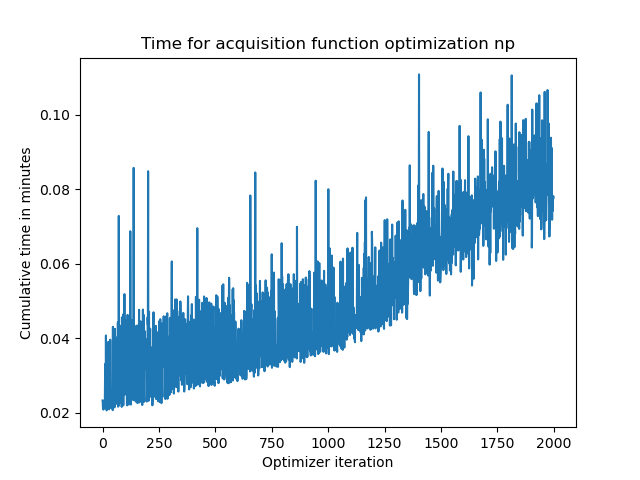 Time for acquisition function optimization np
Cumulative time in minutes
0.10
0.08
0.06
0.04
0.02
0 250 500 750 1000 1250 1500 1750 2000
Optimizer iteration